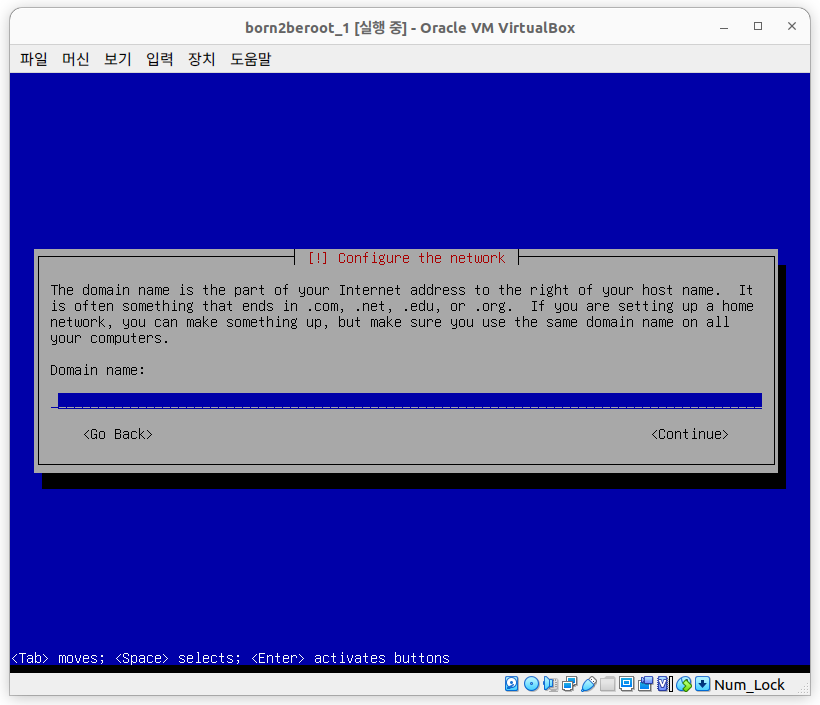 born2beroot_1 [실행 중] - Oracle VM VirtualBox
파일 머신 보기 입력 장치 도움말
[!] Configure the network
The domain name is the part of your Internet address to the right of your host name.  It
is often something that ends in .com, .net, .edu, or .org.  If you are setting up a home
network, you can make something up, but make sure you use the same domain name on all
your computers.
Domain name:
<Go Back> <Continue>
<Tab> moves; <Space> selects; <Enter> activates buttons
Num_Lock